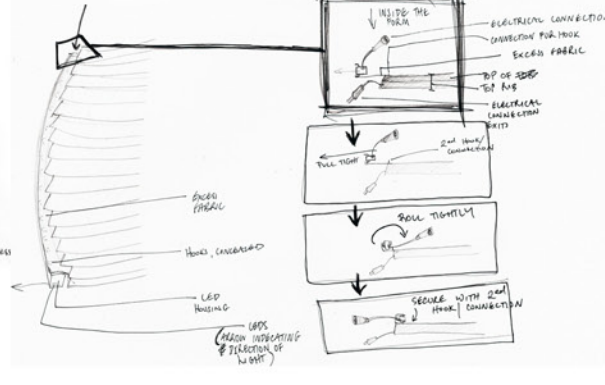 INSIDE THE
FORM
ELECTRICAL CONNECTION
CONNECTION FOR HOOK
EXCESS FABRIC
TOP OF
TOP RIB
ELECTRICAL
CONNECTION
EXITS
PULL TIGHT
2nd HOOK/
CONNECTION
ROLL TIGHTLY
SECURE WITH 2nd
HOOK/CONNECTION
EXCESS
FABRIC
HOOKS, CONCEALED
LED
HOUSING
LEDS
(ARROW INDICATING
DIRECTION OF
LIGHT)